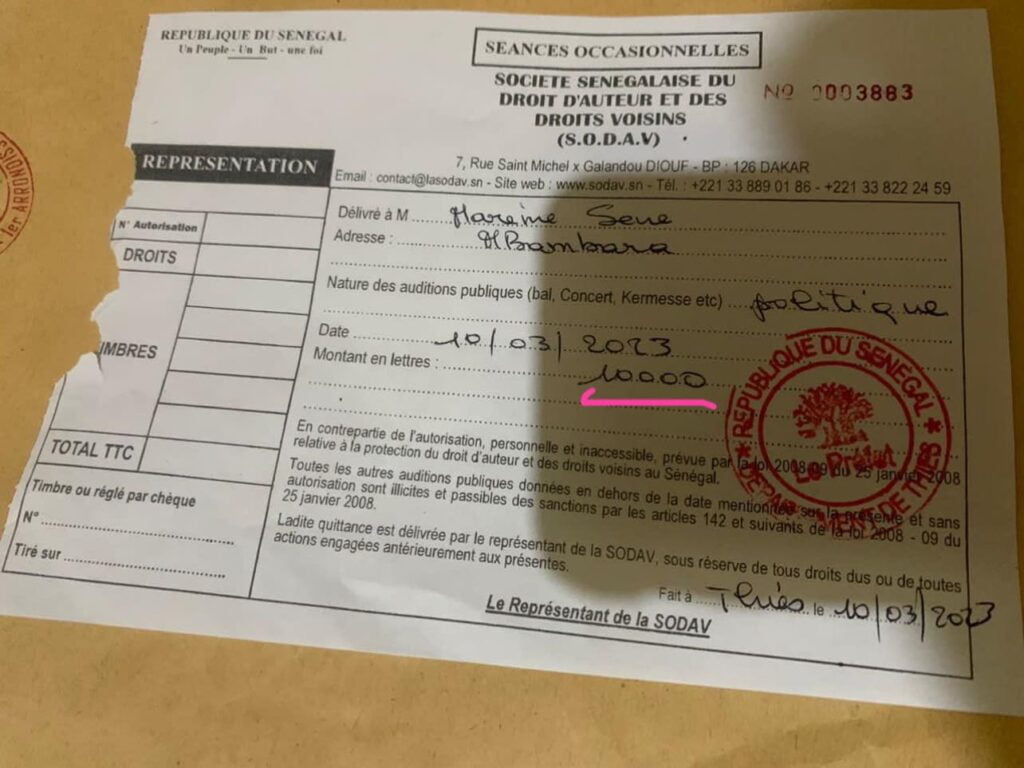 REPUBLIQUE DU SENEGAL
Un Peuple - Un But - une foi
SEANCES OCCASIONNELLES
SOCIETE SENEGALAISE DU
DROIT D'AUTEUR ET DES
DROITS VOISINS
(S.O.D.A.V)
No 0003883
7, Rue Saint Michel x Galandou DIOUF - BP : 126 DAKAR
Email : contact@lasodav.sn - Site web : www.sodav.sn - Tél. : +221 33 889 01 86 - +221 33 822 24 59
REPRESENTATION
N° Autorisation
DROITS
IMBRES
TOTAL TTC
Timbre ou réglé par chèque
N°
Tiré sur
Délivré à M Mareine Sene
Adresse : MBambara
Nature des auditions publiques (bal, Concert, Kermesse etc) politique
Date 10/03/2023
Montant en lettres : 10.000
En contrepartie de l'autorisation, personnelle et inaccessible, prévue par la loi 2008-09 du 25 janvier 2008
relative à la protection du droit d'auteur et des droits voisins au Sénégal.
Toutes les autres auditions publiques données en dehors de la date mentionnée sur la présente et sans
autorisation sont illicites et passibles des sanctions par les articles 142 et suivants de la loi 2008 - 09 du
25 janvier 2008.
Ladite quittance est délivrée par le représentant de la SODAV, sous réserve de tous droits dus ou de toutes
actions engagées antérieurement aux présentes.
Fait à Thiès le 10/03/2023
Le Représentant de la SODAV
REPUBLIQUE DU SENEGAL
Le Préfet
DEPARTEMENT DE THIES
1er ARRON